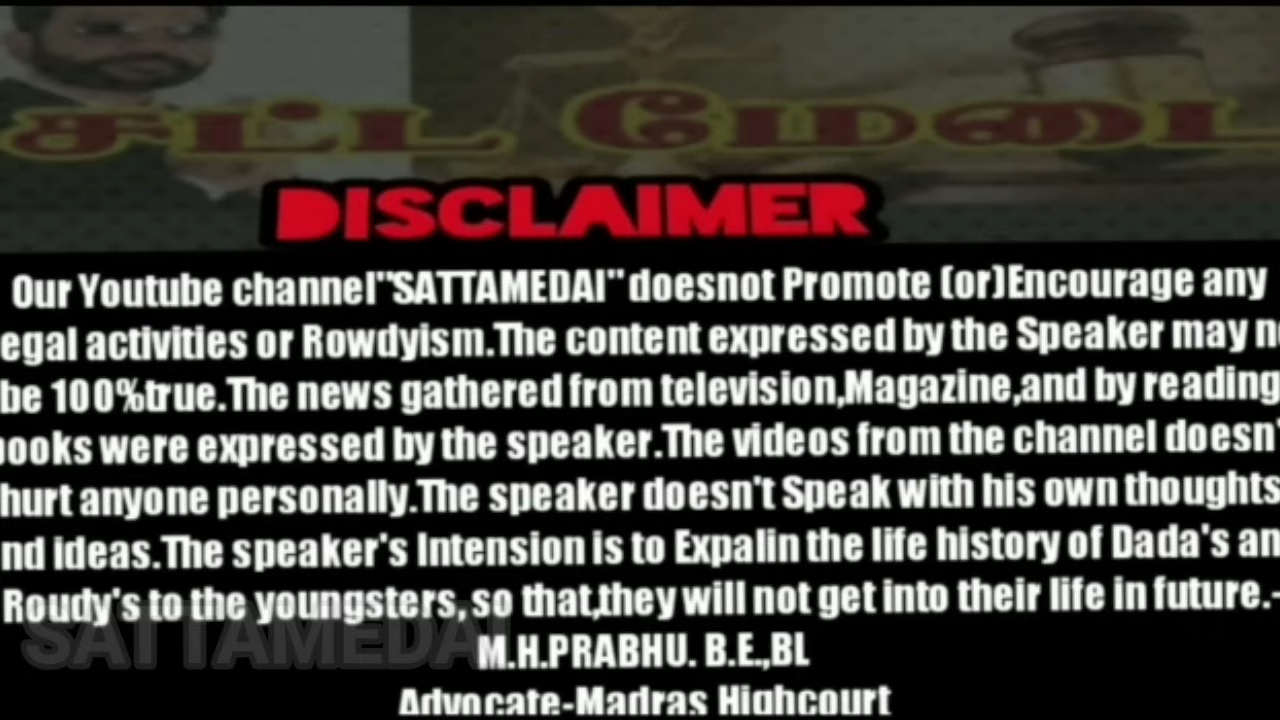 சட்ட மேடை
DISCLAIMER
Our Youtube channel"SATTAMEDAI" doesnot Promote (or)Encourage any
egal activities or Rowdyism.The content expressed by the Speaker may n
be 100%true.The news gathered from television,Magazine,and by reading
ooks were expressed by the speaker.The videos from the channel doesn'
hurt anyone personally.The speaker doesn't Speak with his own thoughts
nd ideas.The speaker's Intension is to Expalin the life history of Dada's an
Roudy's to the youngsters, so that,they will not get into their life in future.-
SATTAMEDAI
M.H.PRABHU. B.E.,BL
Advocate-Madras Highcourt